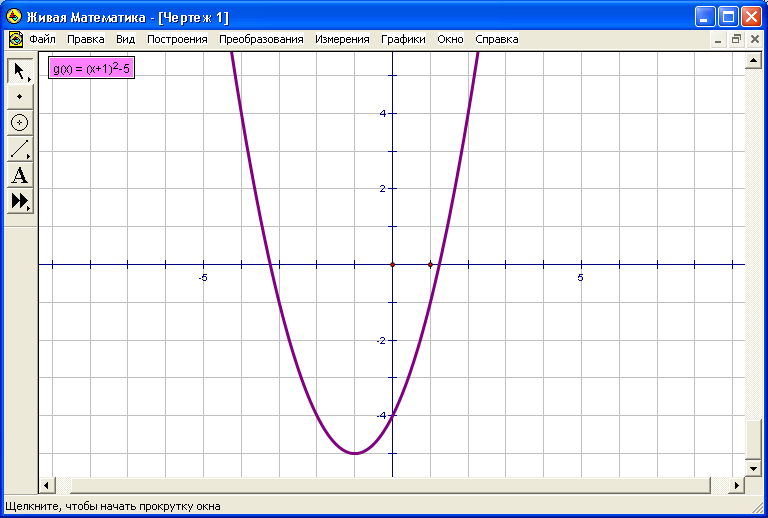 Живая Математика - [Чертеж 1]
Файл Правка Вид Построения Преобразования Измерения Графики Окно Справка
g(x) = (x+1)²-5
A
4
2
-5
5
-2
-4
Щелкните, чтобы начать прокрутку окна